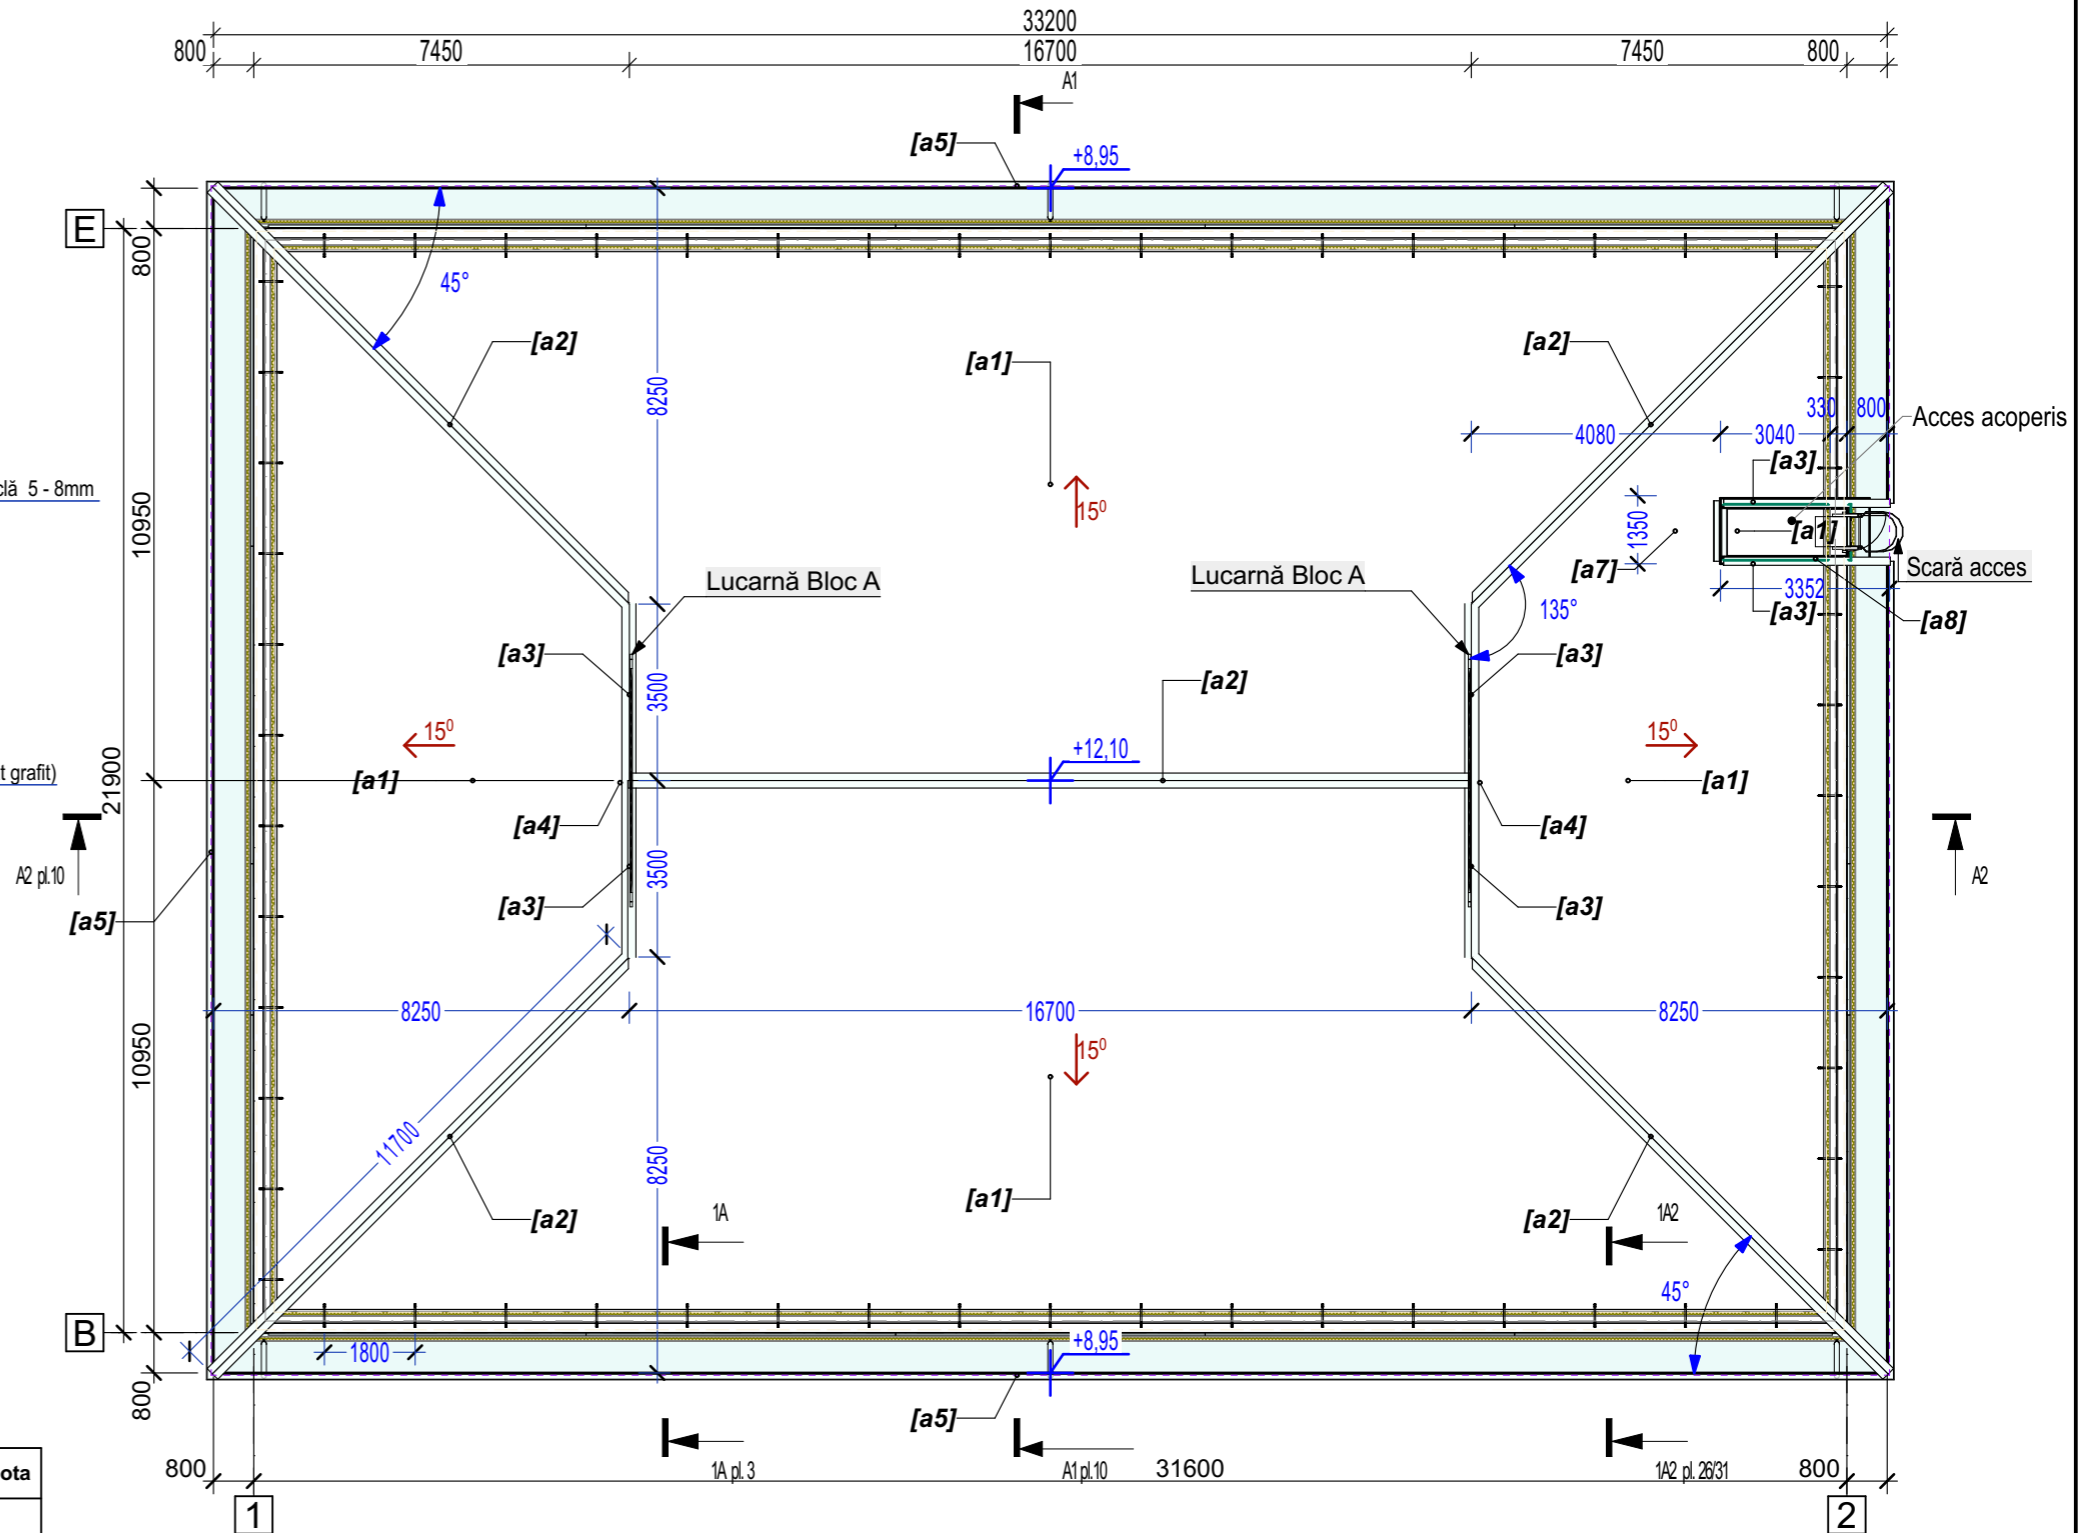 33200
800 7450 16700 7450 800
A1
[a5]
+8,95
E
800
45°
[a2] [a1] [a2]
8250
330 800
Acces acoperis
4080 3040
[a3]
clă 5 - 8mm
10950
15⁰
1350
[a1]
[a7]
Scară acces
Lucarnă Bloc A Lucarnă Bloc A
3352
135°
[a3]
[a8]
[a3] [a3]
3500
[a2]
15⁰ 15⁰
+12,10
t grafit)
[a1] [a1]
21900
[a4] [a4]
A2 pl.10
A2
3500
[a3] [a3]
[a5]
8250 16700 8250
10950
15⁰
11700
8250
[a1]
[a2] [a2]
1A 1A2
45°
B
1800
+8,95
800
[a5]
ota
800 1A pl. 3 A1 pl.10 31600 1A2 pl. 26/31 800
1 2